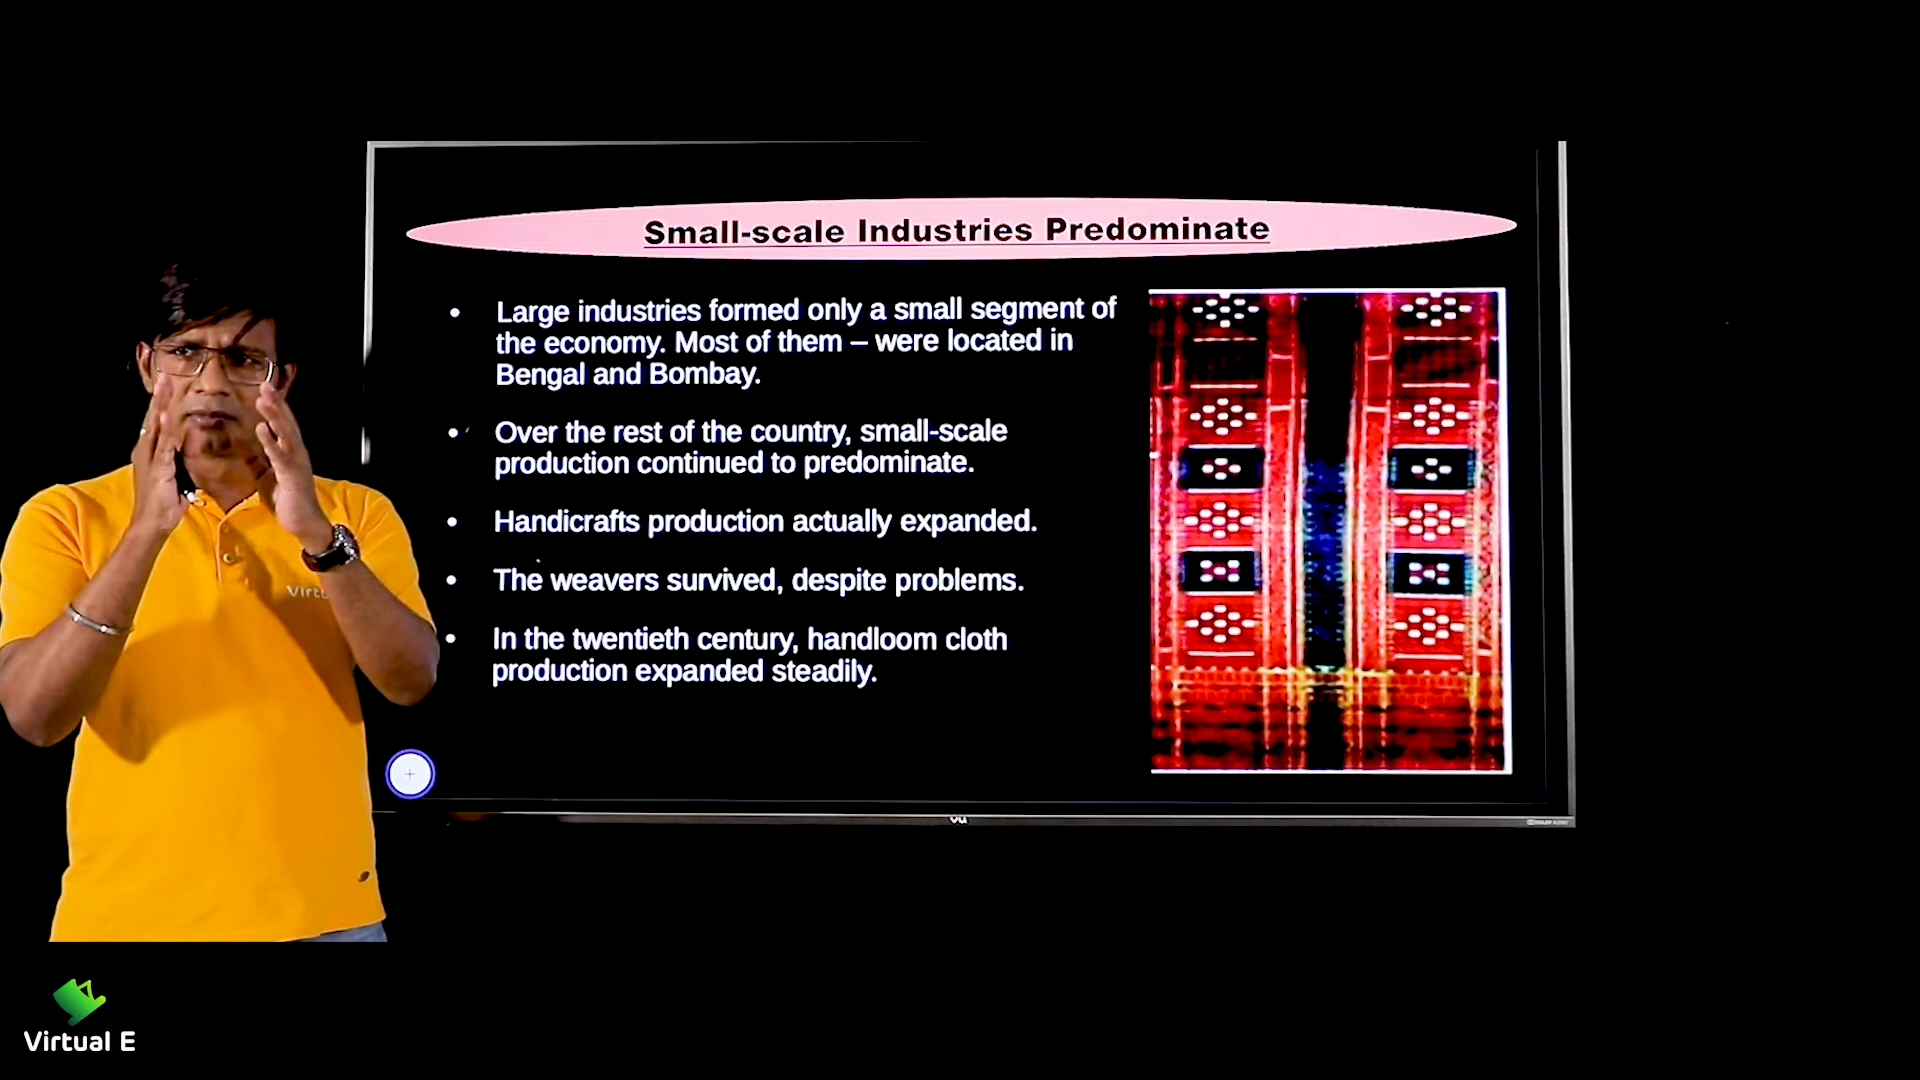 Small-scale Industries Predominate
• Large industries formed only a small segment of
the economy. Most of them – were located in
Bengal and Bombay.
• Over the rest of the country, small-scale
production continued to predominate.
• Handicrafts production actually expanded.
• The weavers survived, despite problems.
• In the twentieth century, handloom cloth
production expanded steadily.
Virtu
vu
Virtual E